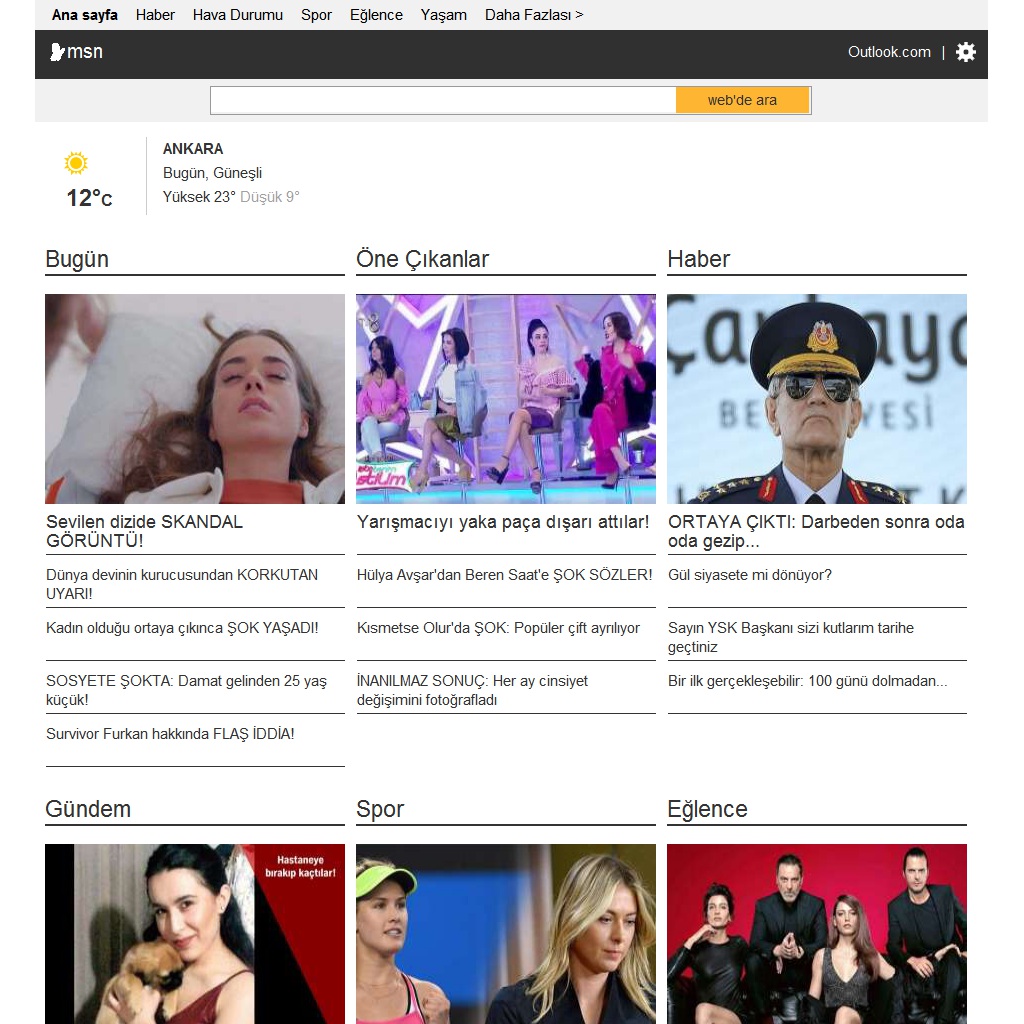 Ana sayfa Haber Hava Durumu Spor Eğlence Yaşam Daha Fazlası >
msn Outlook.com |
web'de ara
ANKARA
Bugün, Güneşli
12°C
Yüksek 23° Düşük 9°
Bugün
Sevilen dizide SKANDAL
GÖRÜNTÜ!
Dünya devinin kurucusundan KORKUTAN
UYARI!
Kadın olduğu ortaya çıkınca ŞOK YAŞADI!
SOSYETE ŞOKTA: Damat gelinden 25 yaş
küçük!
Survivor Furkan hakkında FLAŞ İDDİA!
Öne Çıkanlar
Yarışmacıyı yaka paça dışarı attılar!
Hülya Avşar'dan Beren Saat'e ŞOK SÖZLER!
Kısmetse Olur'da ŞOK: Popüler çift ayrılıyor
İNANILMAZ SONUÇ: Her ay cinsiyet
değişimini fotoğrafladı
Haber
ORTAYA ÇIKTI: Darbeden sonra oda
oda gezip...
Gül siyasete mi dönüyor?
Sayın YSK Başkanı sizi kutlarım tarihe
geçtiniz
Bir ilk gerçekleşebilir: 100 günü dolmadan...
Gündem
Hastaneye
bırakıp kaçtılar!
Spor
Eğlence